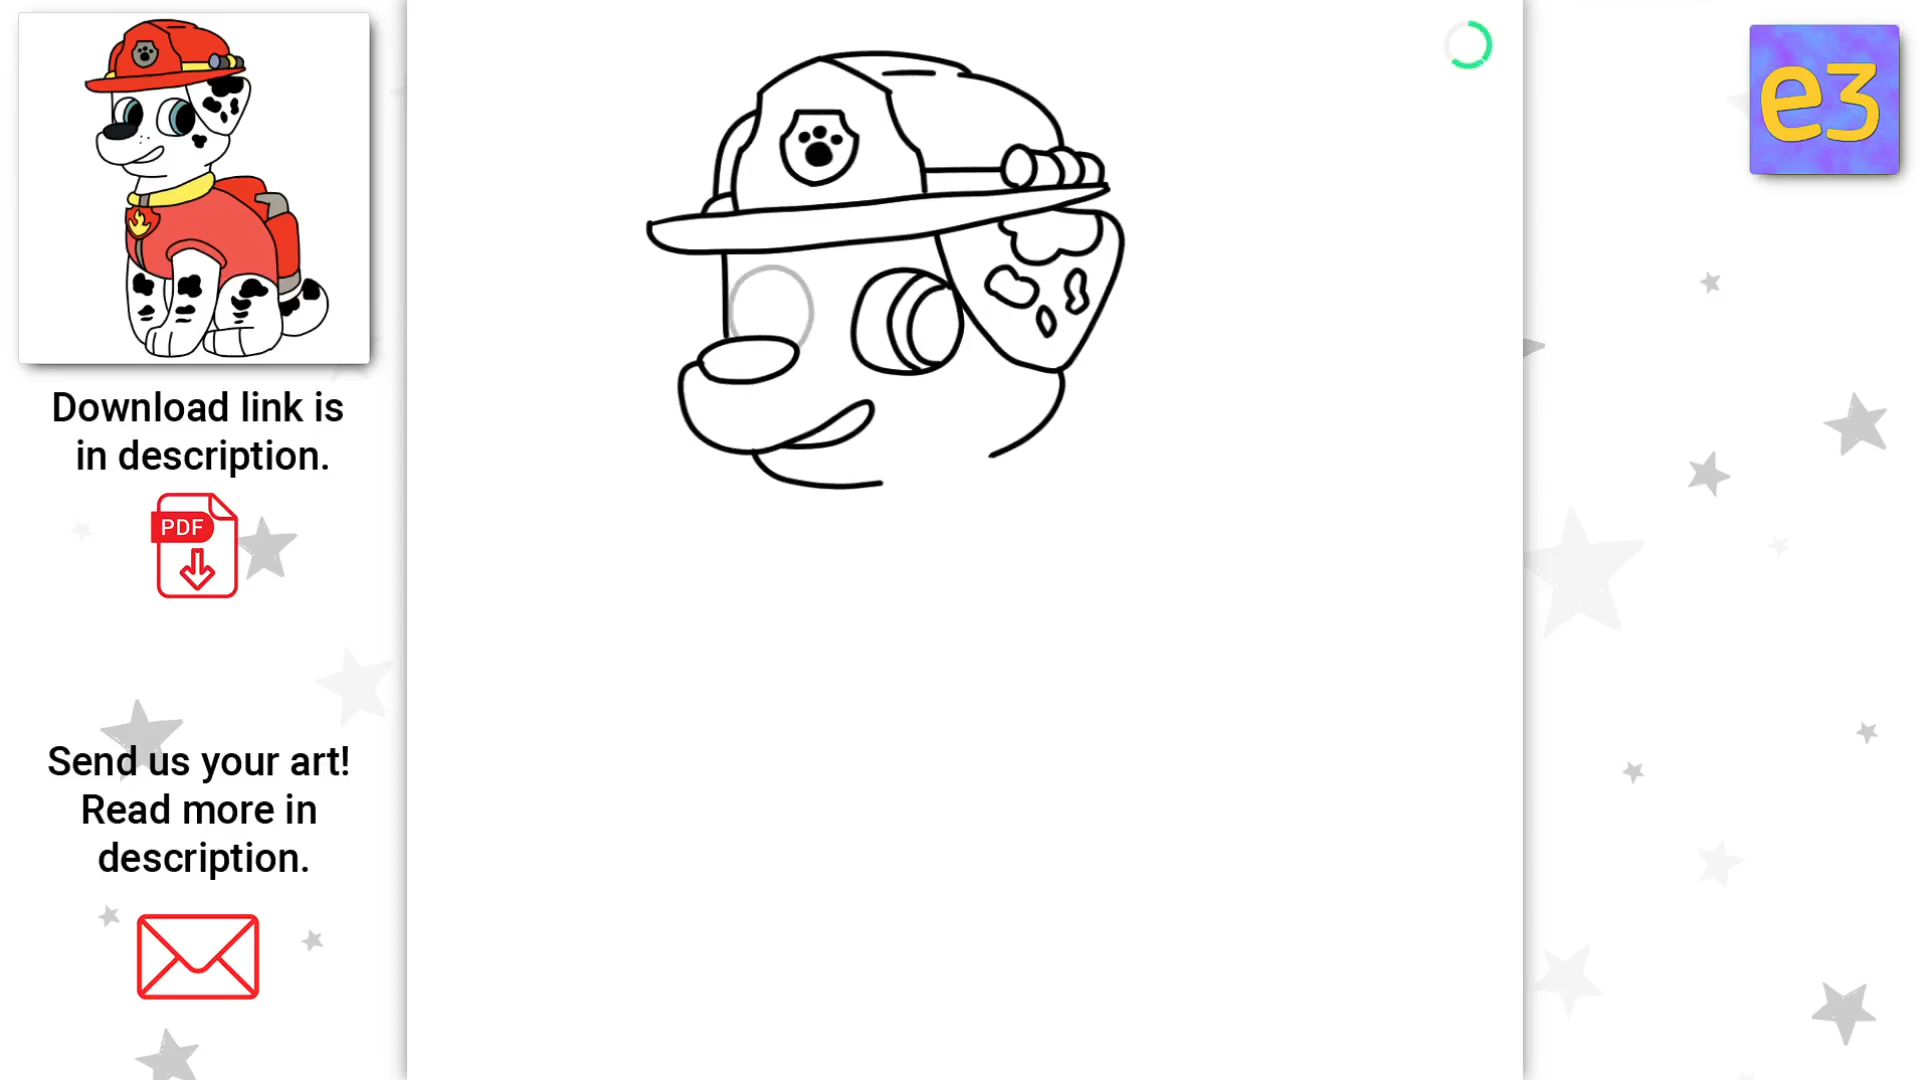 Download link is
in description.
PDF
Send us your art!
Read more in
description.
e3